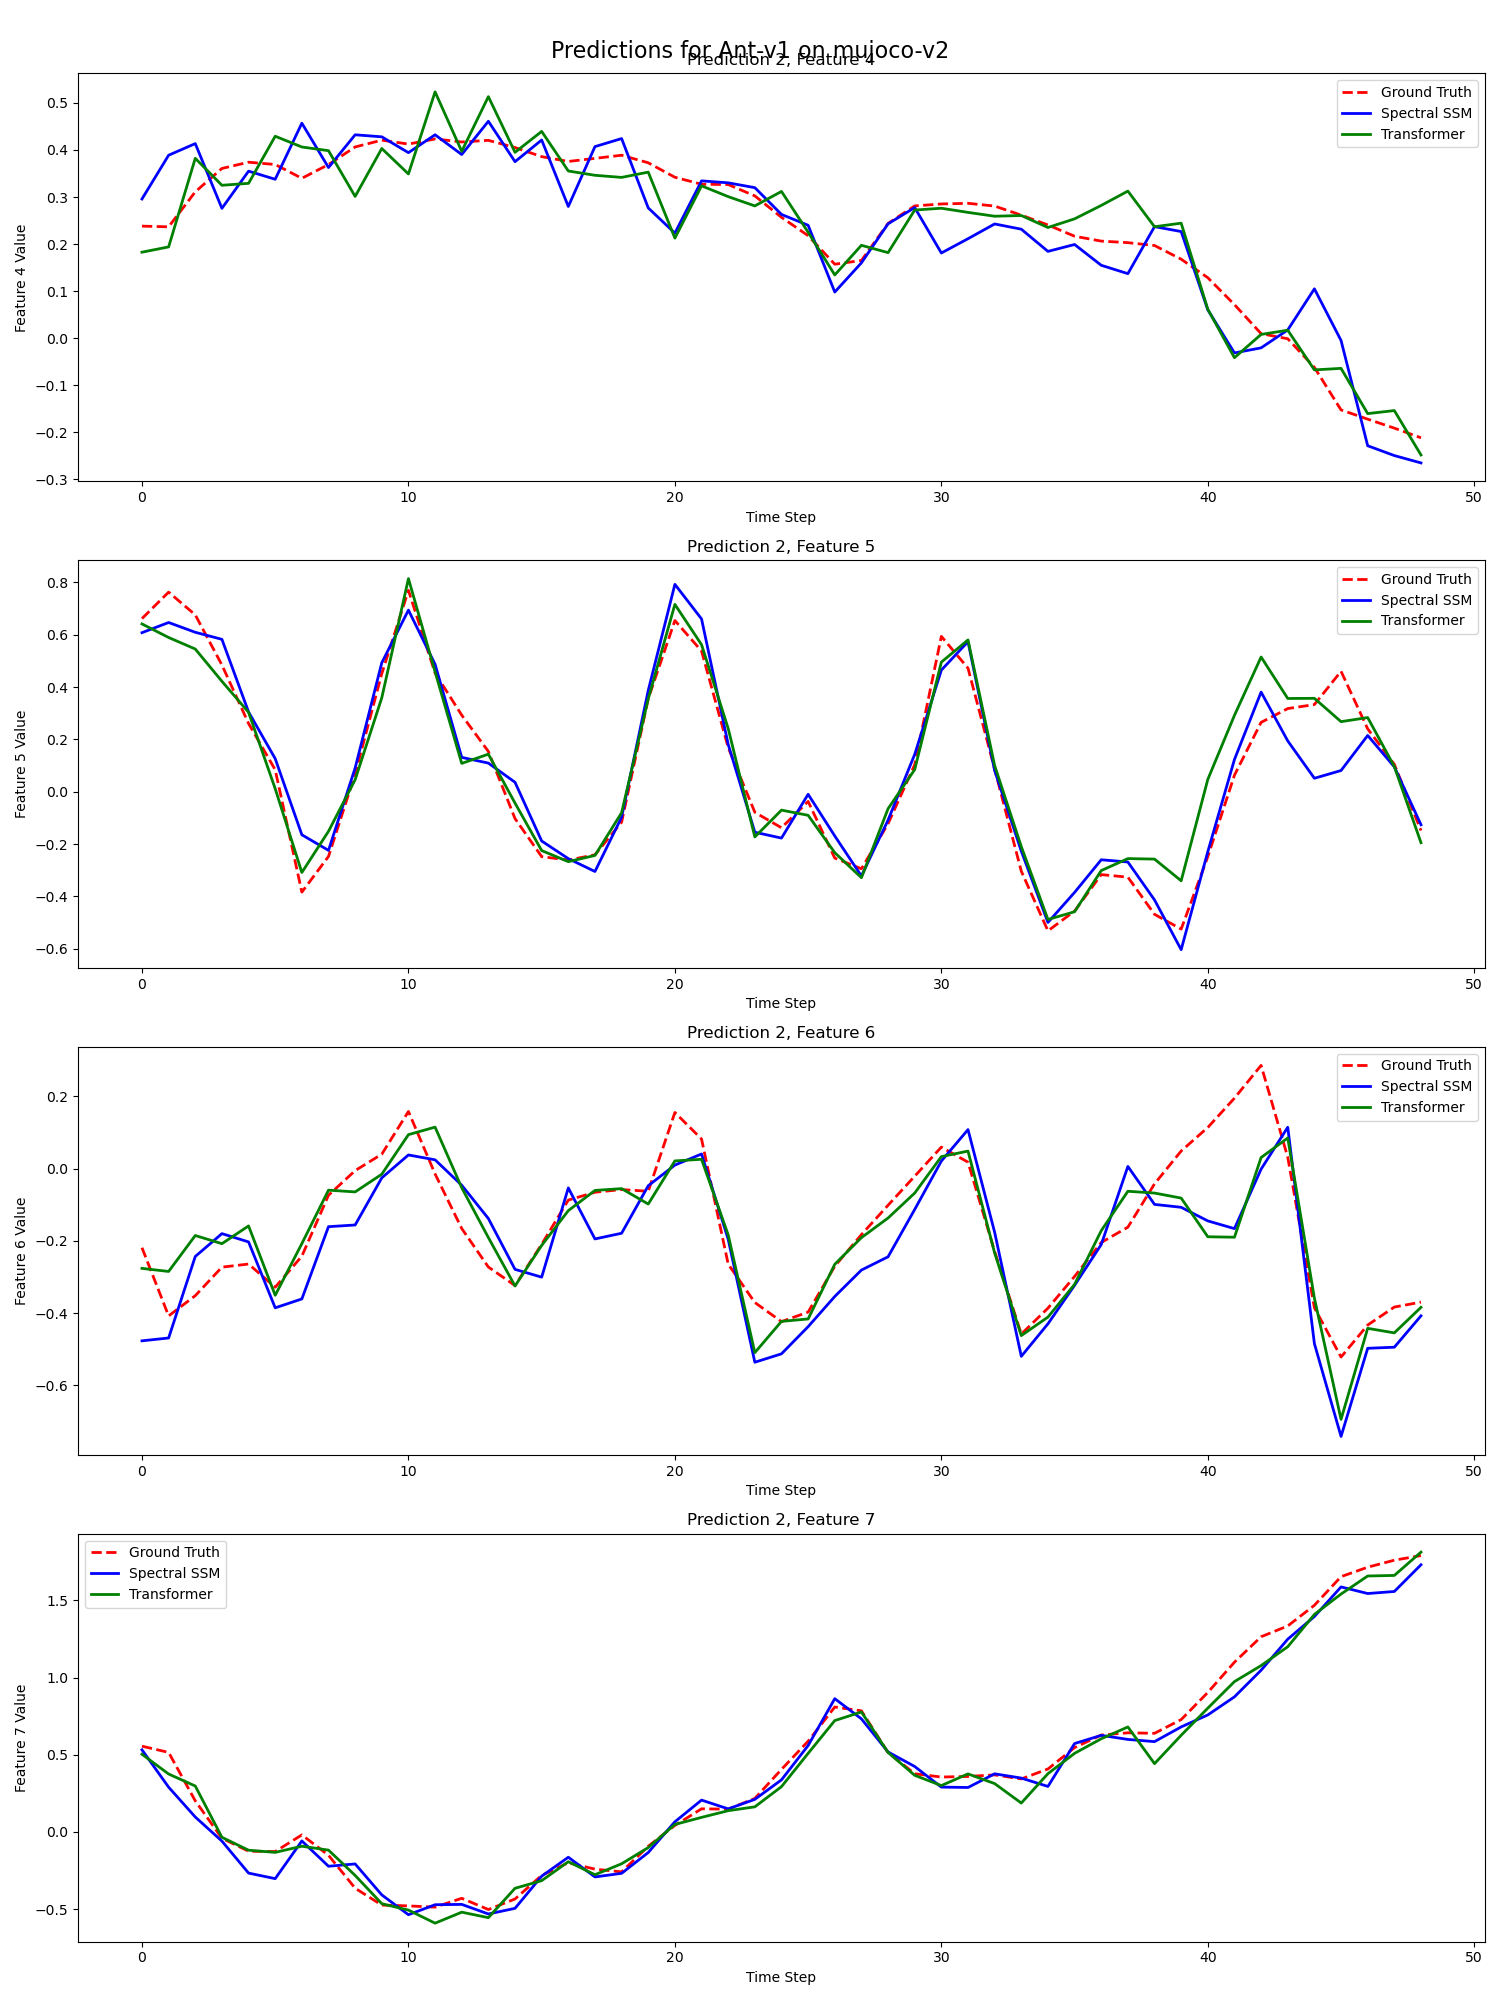 Predictions for Ant-v1 on mujoco-v2
Prediction 2, Feature 4
Ground Truth
Spectral SSM
Transformer
Feature 4 Value
0.5
0.4
0.3
0.2
0.1
0.0
−0.1
−0.2
−0.3
0 10 20 30 40 50
Time Step
Prediction 2, Feature 5
Ground Truth
Spectral SSM
Transformer
Feature 5 Value
0.8
0.6
0.4
0.2
0.0
−0.2
−0.4
−0.6
0 10 20 30 40 50
Time Step
Prediction 2, Feature 6
Ground Truth
Spectral SSM
Transformer
Feature 6 Value
0.2
0.0
−0.2
−0.4
−0.6
0 10 20 30 40 50
Time Step
Prediction 2, Feature 7
Ground Truth
Spectral SSM
Transformer
Feature 7 Value
1.5
1.0
0.5
0.0
−0.5
0 10 20 30 40 50
Time Step